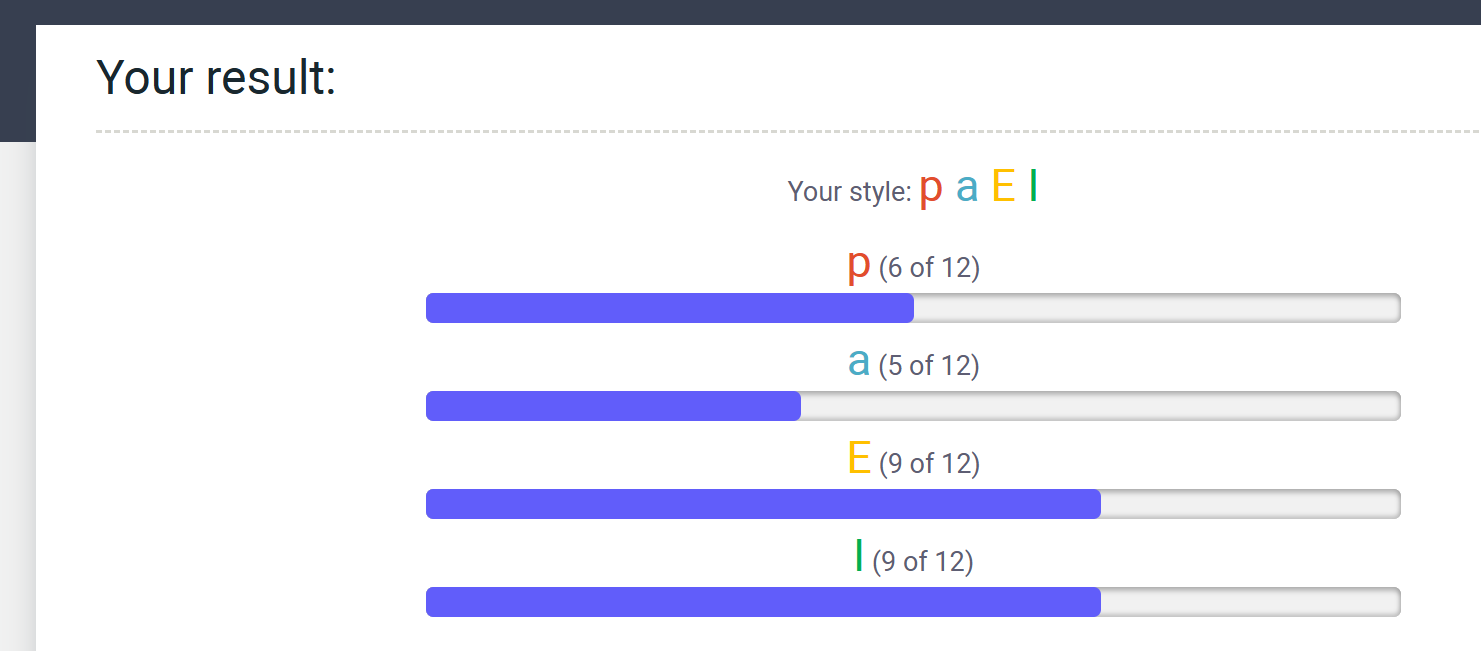 Your result:
Your style: p a E I
p (6 of 12)
a (5 of 12)
E (9 of 12)
I (9 of 12)